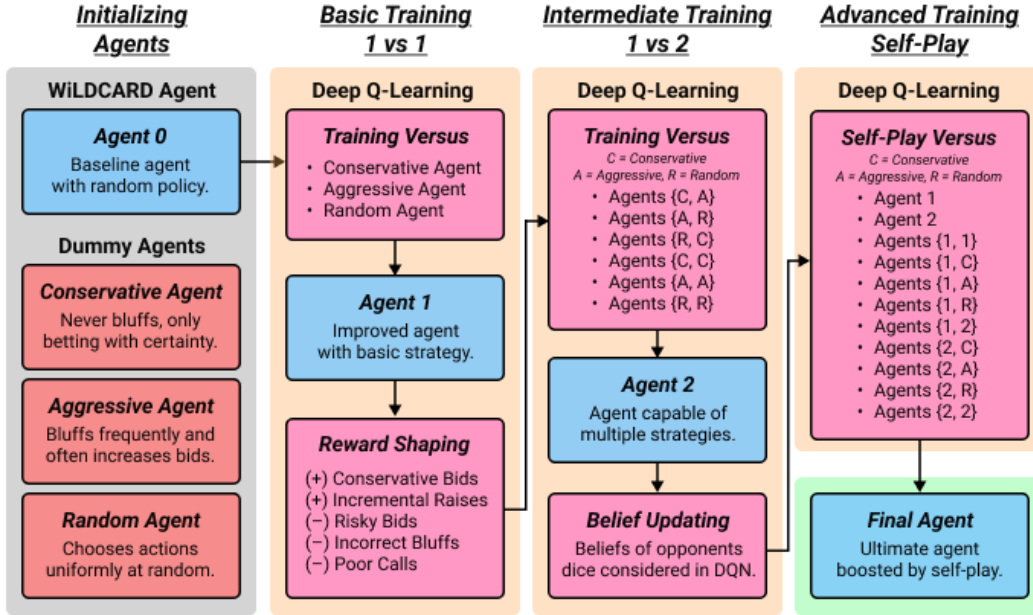 Initializing
Agents
WiLDCARD Agent
Agent 0
Baseline agent
with random policy.
Dummy Agents
Conservative Agent
Never bluffs, only
betting with certainty.
Aggressive Agent
Bluffs frequently and
often increases bids.
Random Agent
Chooses actions
uniformly at random.
Basic Training
1 vs 1
Deep Q-Learning
Training Versus
• Conservative Agent
• Aggressive Agent
• Random Agent
Agent 1
Improved agent
with basic strategy.
Reward Shaping
(+) Conservative Bids
(+) Incremental Raises
(−) Risky Bids
(−) Incorrect Bluffs
(−) Poor Calls
Intermediate Training
1 vs 2
Deep Q-Learning
Training Versus
C = Conservative
A = Aggressive, R = Random
• Agents {C, A}
• Agents {A, R}
• Agents {R, C}
• Agents {C, C}
• Agents {A, A}
• Agents {R, R}
Agent 2
Agent capable of
multiple strategies.
Belief Updating
Beliefs of opponents
dice considered in DQN.
Advanced Training
Self-Play
Deep Q-Learning
Self-Play Versus
C = Conservative
A = Aggressive, R = Random
• Agent 1
• Agent 2
• Agents {1, 1}
• Agents {1, C}
• Agents {1, A}
• Agents {1, R}
• Agents {1, 2}
• Agents {2, C}
• Agents {2, A}
• Agents {2, R}
• Agents {2, 2}
Final Agent
Ultimate agent
boosted by self-play.